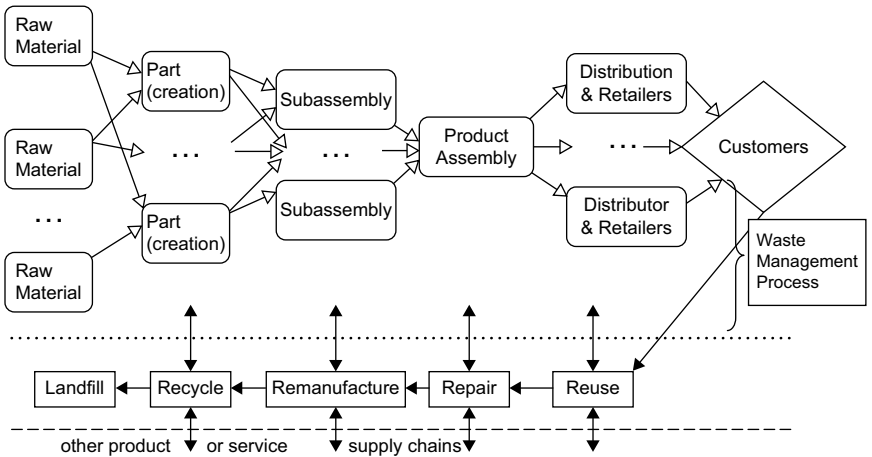 Raw
Material
Part
(creation)
Subassembly
Distribution
& Retailers
Raw
Material
...
...
Product
Assembly
...
Customers
...
Part
(creation)
Subassembly
Distributor
& Retailers
Raw
Material
Waste
Management
Process
Landfill
Recycle
Remanufacture
Repair
Reuse
other product or service supply chains